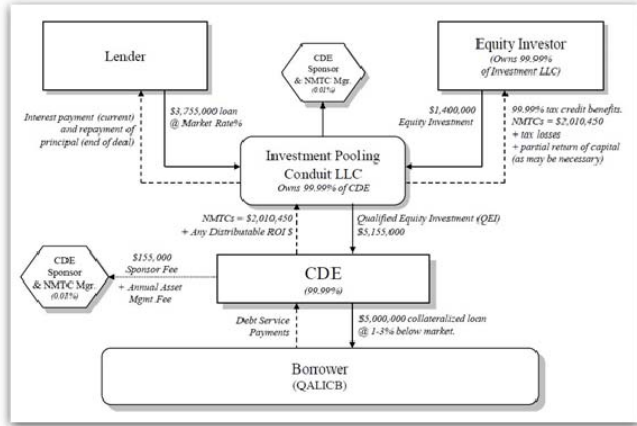 Lender
CDE
Sponsor
& NMTC Mgr.
(0.01%)
Equity Investor
(Owns 99.99%
of Investment LLC)
Interest payment (current)
and repayment of
principal (end of deal)
$3,755,000 loan
@ Market Rate%
$1,400,000
Equity Investment
99.99% tax credit benefits.
NMTCs = $2,010,450
+ tax losses
+ partial return of capital
(as may be necessary)
Investment Pooling
Conduit LLC
Owns 99.99% of CDE
NMTCs = $2,010,450
+ Any Distributable ROI $
Qualified Equity Investment (QEI)
$5,155,000
CDE
Sponsor
& NMTC Mgr.
(0.01%)
$155,000
Sponsor Fee
+ Annual Asset
Mgmt Fee
CDE
(99.99%)
Debt Service
Payments
$5,000,000 collateralized loan
@ 1-3% below market.
Borrower
(QALICB)